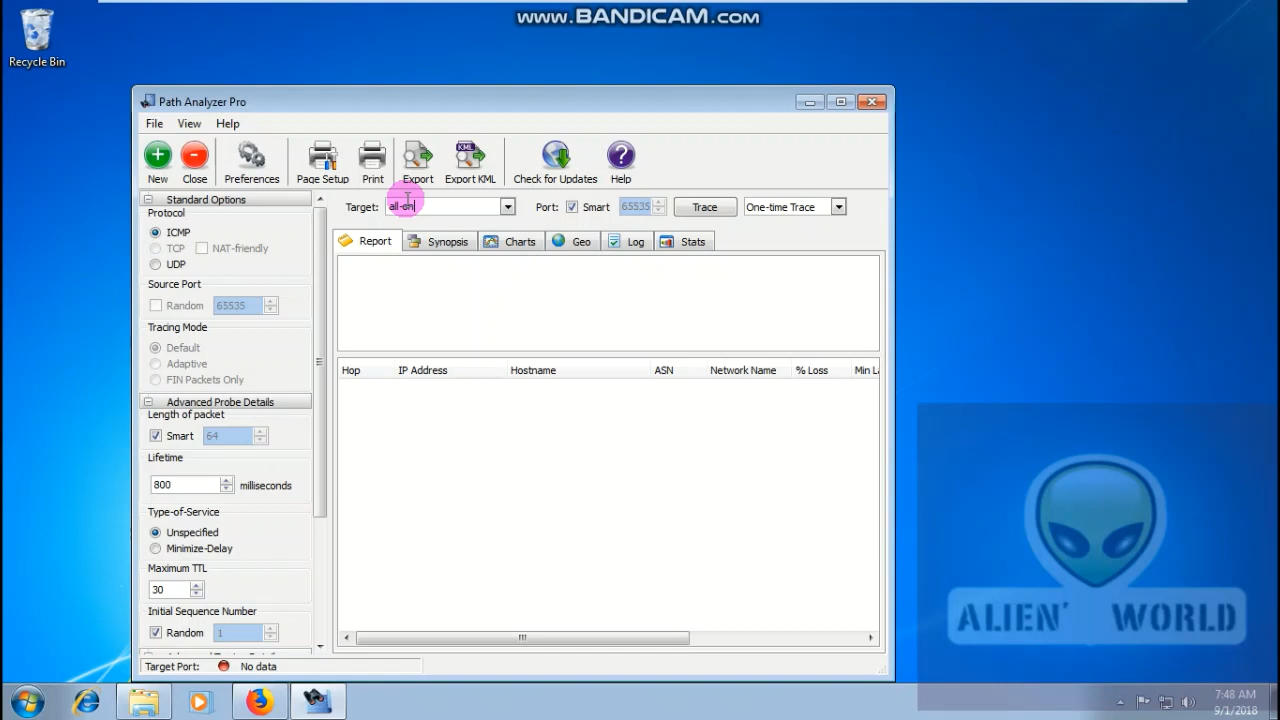 www.BANDICAM.com
Recycle Bin
Path Analyzer Pro
File View Help
New Close Preferences Page Setup Print Export Export KML Check for Updates Help
KML
Standard Options
Target: all-on Port: Smart 65535 Trace One-time Trace
Protocol
ICMP
TCP NAT-friendly
UDP
Report Synopsis Charts Geo Log Stats
Source Port
Random 65535
Tracing Mode
Default
Adaptive
FIN Packets Only
Hop IP Address Hostname ASN Network Name % Loss Min La
Advanced Probe Details
Length of packet
Smart 64
Lifetime
800 milliseconds
Type-of-Service
Unspecified
Minimize-Delay
Maximum TTL
30
Initial Sequence Number
Random 1
Target Port: No data
ALIEN' WORLD
7:48 AM
9/1/2018